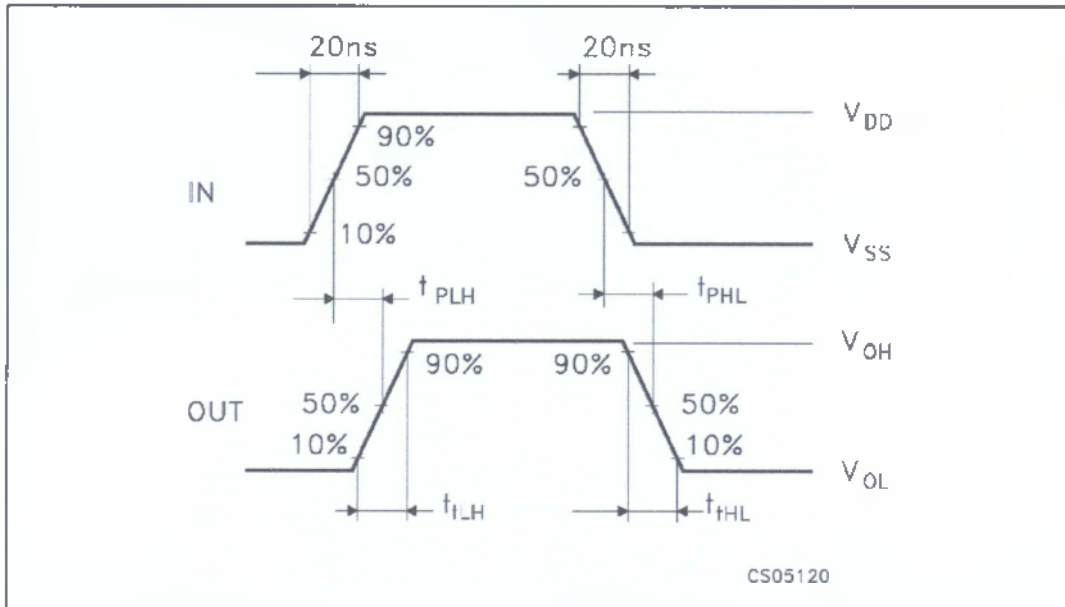 20ns 20ns
V_DD
90%
IN 50% 50%
10%
V_SS
t_PLH t_PHL
V_OH
90% 90%
OUT 50% 50%
10% 10%
V_OL
t_tLH t_tHL
CS05120